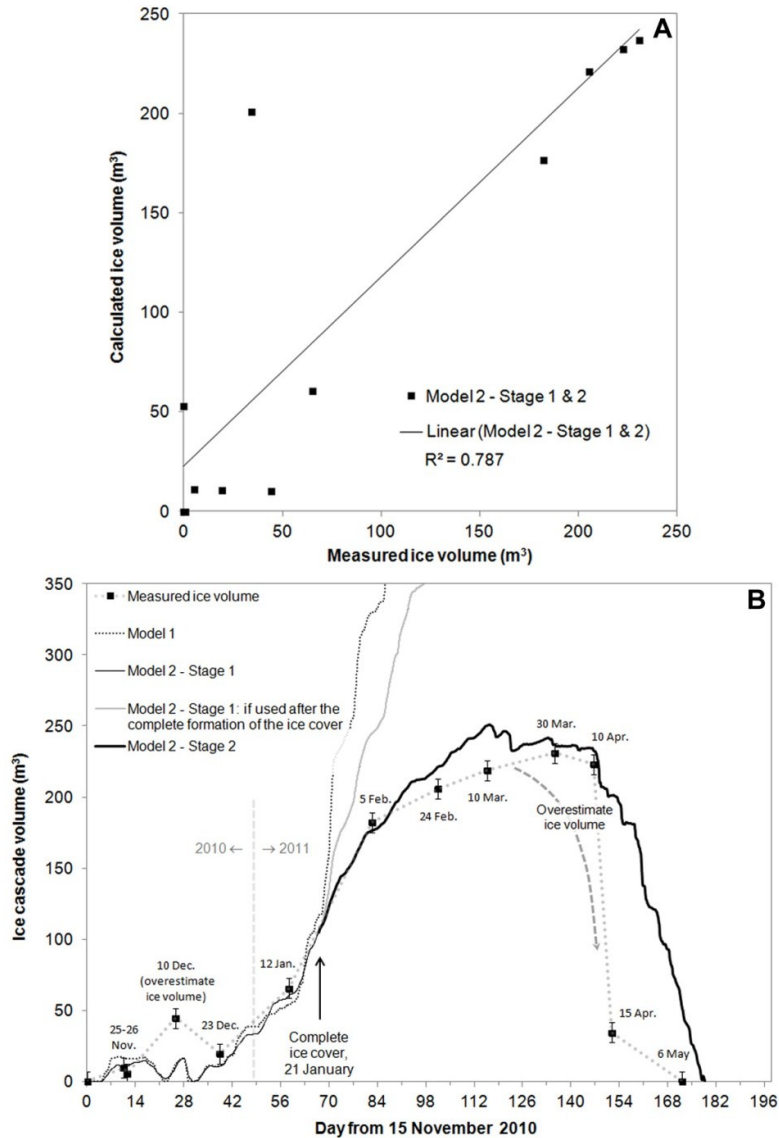 A
250
200
150
100
50
0
Calculated ice volume (m³)
Model 2 - Stage 1 & 2
Linear (Model 2 - Stage 1 & 2)
R² = 0.787
0 50 100 150 200 250
Measured ice volume (m³)
B
350
300
250
200
150
100
50
0
Ice cascade volume (m³)
Measured ice volume
Model 1
Model 2 - Stage 1
Model 2 - Stage 1: if used after the
complete formation of the ice cover
Model 2 - Stage 2
30 Mar.
10 Apr.
5 Feb.
24 Feb.
10 Mar.
Overestimate
ice volume
2010 ← → 2011
10 Dec.
(overestimate
ice volume)
12 Jan.
25-26
Nov.
23 Dec.
Complete
ice cover,
21 January
15 Apr.
6 May
0 14 28 42 56 70 84 98 112 126 140 154 168 182 196
Day from 15 November 2010